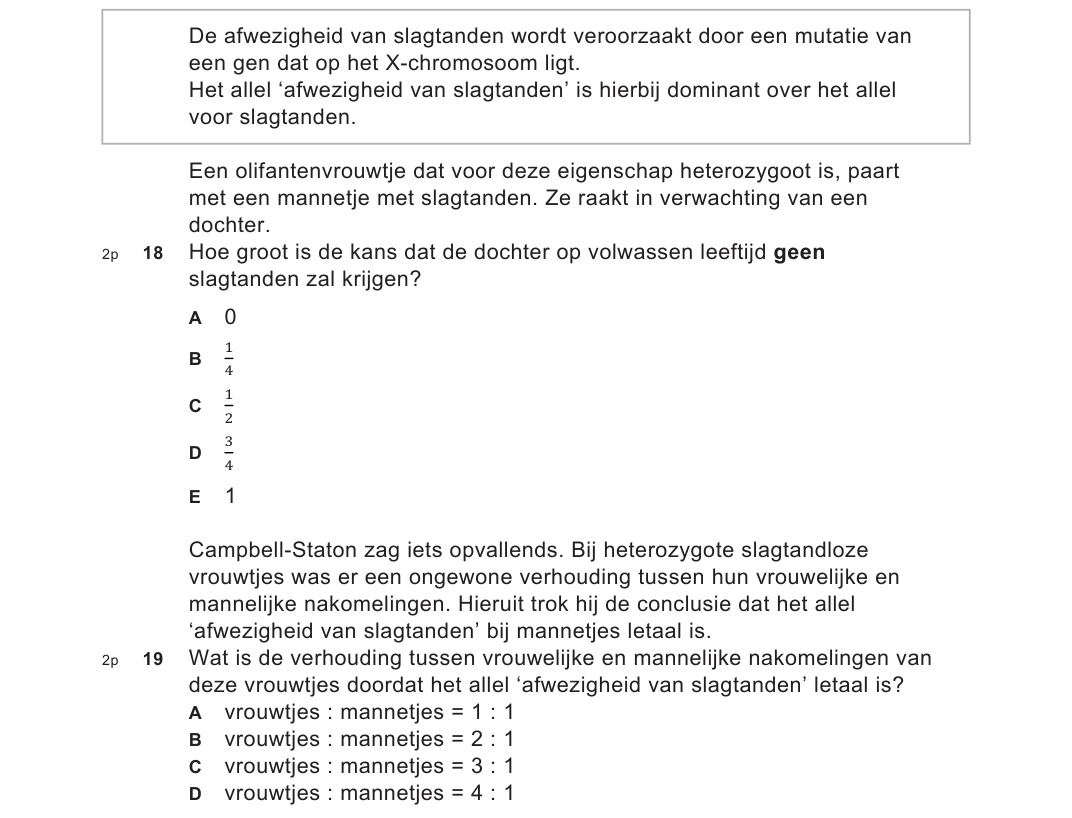 De afwezigheid van slagtanden wordt veroorzaakt door een mutatie van
een gen dat op het X-chromosoom ligt.
Het allel ‘afwezigheid van slagtanden’ is hierbij dominant over het allel
voor slagtanden.
Een olifantenvrouwtje dat voor deze eigenschap heterozygoot is, paart
met een mannetje met slagtanden. Ze raakt in verwachting van een
dochter.
2p 18 Hoe groot is de kans dat de dochter op volwassen leeftijd geen
slagtanden zal krijgen?
A 0
B 1/4
C 1/2
D 3/4
E 1
Campbell-Staton zag iets opvallends. Bij heterozygote slagtandloze
vrouwtjes was er een ongewone verhouding tussen hun vrouwelijke en
mannelijke nakomelingen. Hieruit trok hij de conclusie dat het allel
‘afwezigheid van slagtanden’ bij mannetjes letaal is.
2p 19 Wat is de verhouding tussen vrouwelijke en mannelijke nakomelingen van
deze vrouwtjes doordat het allel ‘afwezigheid van slagtanden’ letaal is?
A vrouwtjes : mannetjes = 1 : 1
B vrouwtjes : mannetjes = 2 : 1
C vrouwtjes : mannetjes = 3 : 1
D vrouwtjes : mannetjes = 4 : 1